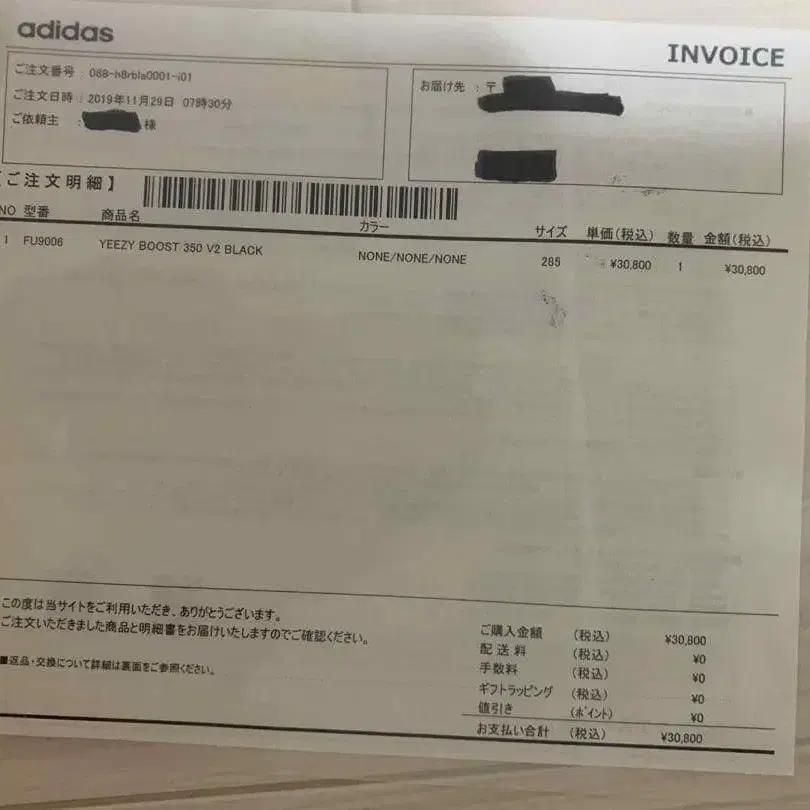 adidas
INVOICE
ご注文番号 : 088-h8rbla0001-i01
ご注文日時 : 2019年11月29日 07時30分
ご依頼主 : 様
お届け先 : 〒
【ご注文明細】
NO 型番 商品名 カラー サイズ 単価(税込) 数量 金額(税込)
1 FU9006 YEEZY BOOST 350 V2 BLACK NONE/NONE/NONE 285 ¥30,800 1 ¥30,800
この度は当サイトをご利用いただき、ありがとうございます。
ご注文いただきました商品と明細書をお届けいたしますのでご確認ください。
■返品・交換について詳細は裏面をご参照ください。
ご購入金額 (税込) ¥30,800
配送料 (税込) ¥0
手数料 (税込) ¥0
ギフトラッピング (税込) ¥0
値引き (ポイント) ¥0
お支払い合計 (税込) ¥30,800